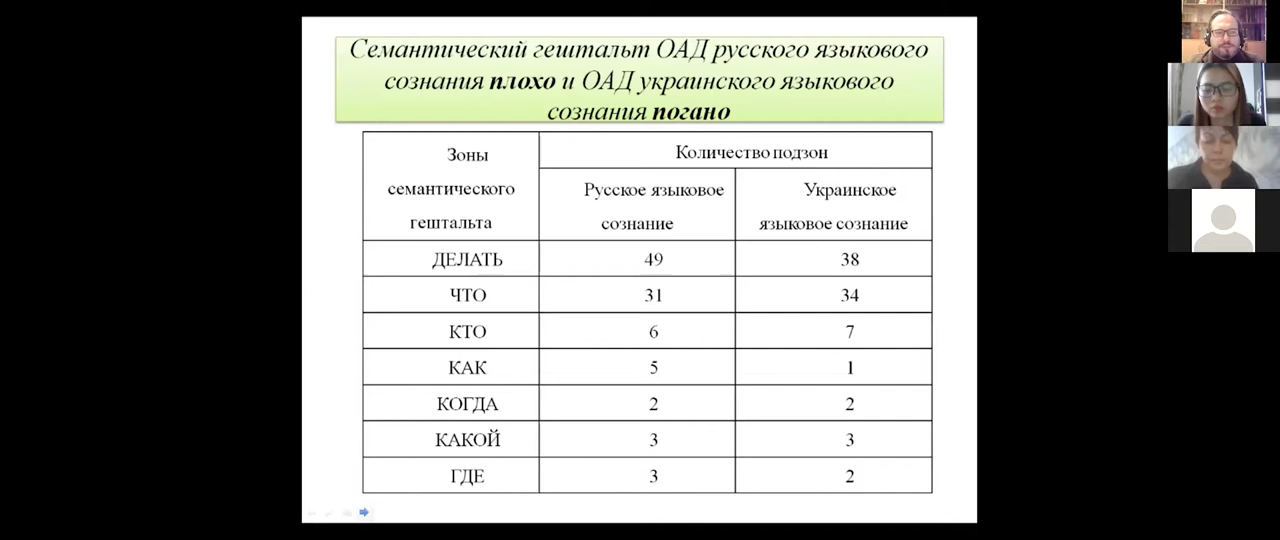 Семантический гештальт ОАД русского языкового
сознания плохо и ОАД украинского языкового
сознания погано
Зоны семантического гештальта
Количество подзон
Русское языковое сознание
Украинское языковое сознание
ДЕЛАТЬ 49 38
ЧТО 31 34
КТО 6 7
КАК 5 1
КОГДА 2 2
КАКОЙ 3 3
ГДЕ 3 2